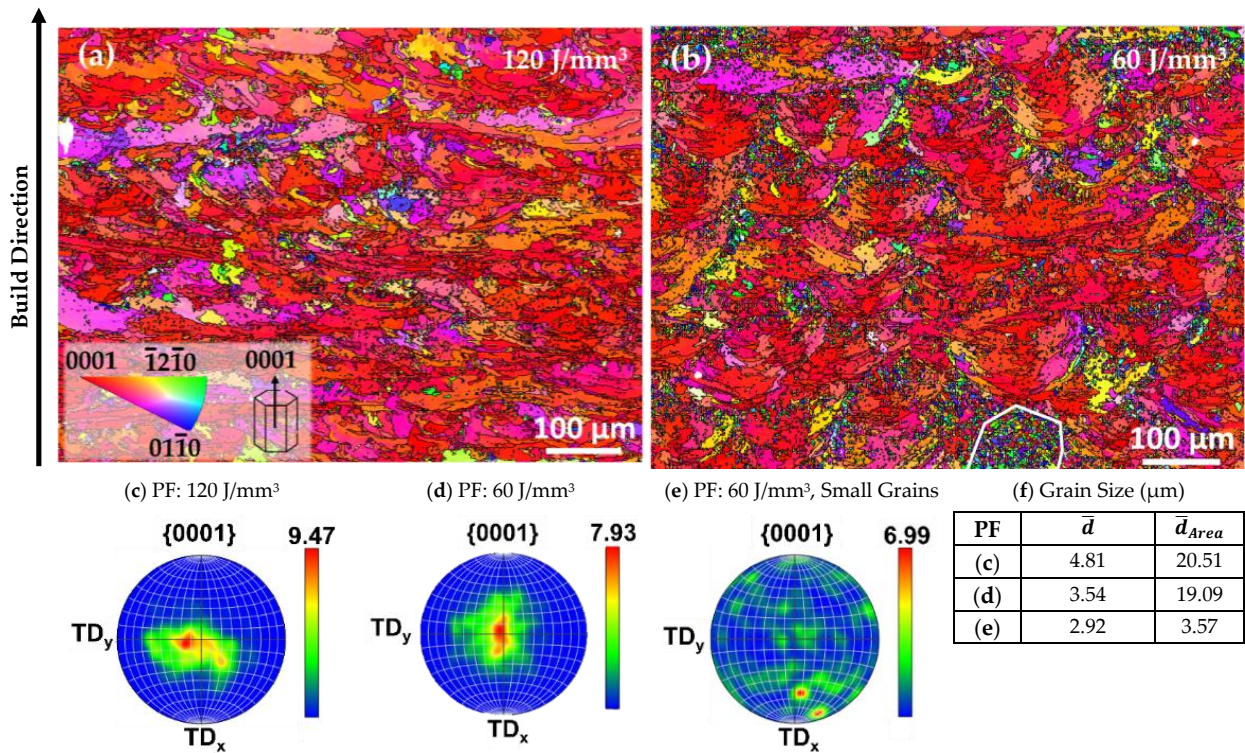 Build Direction
(a)
120 J/mm³
(b)
60 J/mm³
0001 1̅21̅0
0001
011̅0
100 µm
100 µm
(c) PF: 120 J/mm³
(d) PF: 60 J/mm³
(e) PF: 60 J/mm³, Small Grains
(f) Grain Size (µm)
{0001}
9.47
TDy
TDx
0
{0001}
7.93
TDy
TDx
0
{0001}
6.99
TDy
TDx
0
PF d̅ d̅Area
(c) 4.81 20.51
(d) 3.54 19.09
(e) 2.92 3.57